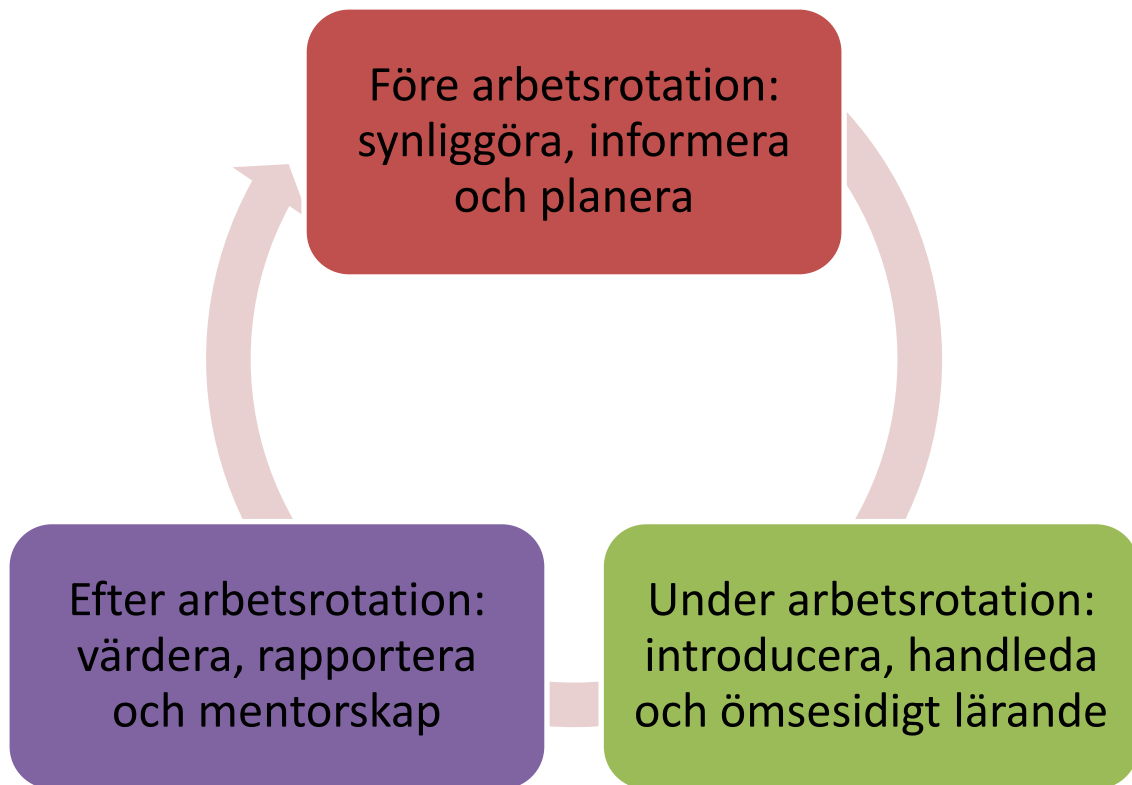 Före arbetsrotation:
synliggöra, informera
och planera
Efter arbetsrotation:
värdera, rapportera
och mentorskap
Under arbetsrotation:
introducera, handleda
och ömsesidigt lärande